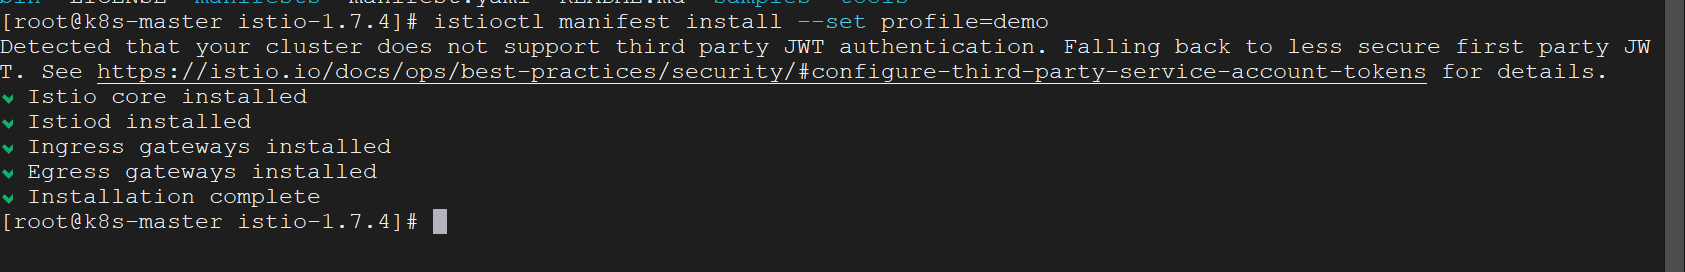 bin LICENSE manifests manifest.yaml README.md samples tools
[root@k8s-master istio-1.7.4]# istioctl manifest install --set profile=demo
Detected that your cluster does not support third party JWT authentication. Falling back to less secure first party JW
T. See https://istio.io/docs/ops/best-practices/security/#configure-third-party-service-account-tokens for details.
✔ Istio core installed
✔ Istiod installed
✔ Ingress gateways installed
✔ Egress gateways installed
✔ Installation complete
[root@k8s-master istio-1.7.4]#